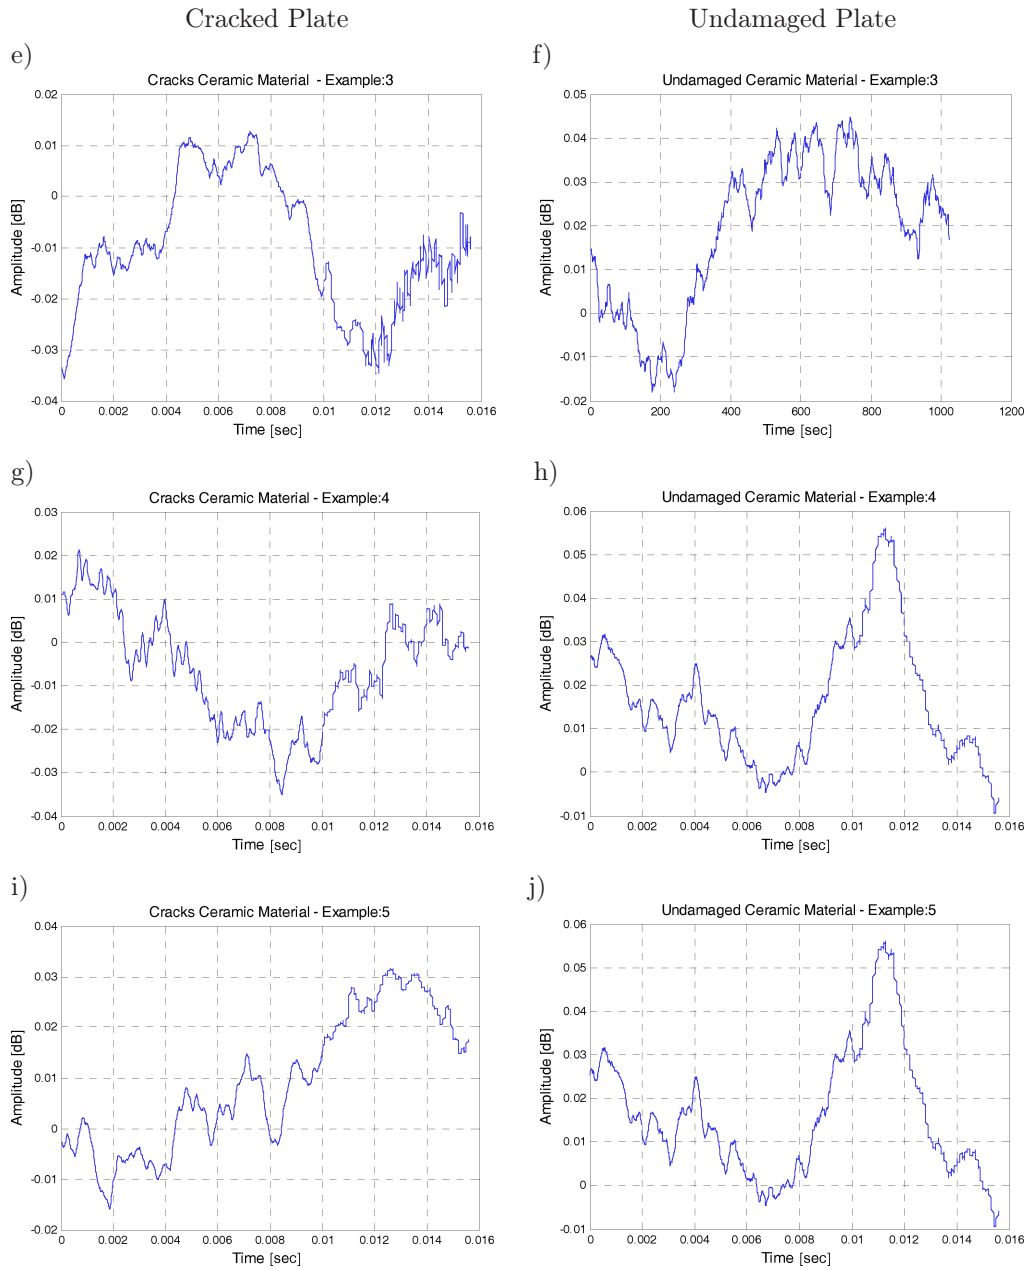 Cracked Plate
Undamaged Plate
e)
Cracks Ceramic Material - Example:3
Amplitude [dB]
0.02
0.01
0
-0.01
-0.02
-0.03
-0.04
0 0.002 0.004 0.006 0.008 0.01 0.012 0.014 0.016
Time [sec]
f)
Undamaged Ceramic Material - Example:3
Amplitude [dB]
0.05
0.04
0.03
0.02
0.01
0
-0.01
-0.02
0 200 400 600 800 1000 1200
Time [sec]
g)
Cracks Ceramic Material - Example:4
Amplitude [dB]
0.03
0.02
0.01
0
-0.01
-0.02
-0.03
-0.04
0 0.002 0.004 0.006 0.008 0.01 0.012 0.014 0.016
Time [sec]
h)
Undamaged Ceramic Material - Example:4
Amplitude [dB]
0.06
0.05
0.04
0.03
0.02
0.01
0
-0.01
0 0.002 0.004 0.006 0.008 0.01 0.012 0.014 0.016
Time [sec]
i)
Cracks Ceramic Material - Example:5
Amplitude [dB]
0.04
0.03
0.02
0.01
0
-0.01
-0.02
0 0.002 0.004 0.006 0.008 0.01 0.012 0.014 0.016
Time [sec]
j)
Undamaged Ceramic Material - Example:5
Amplitude [dB]
0.06
0.05
0.04
0.03
0.02
0.01
0
-0.01
0 0.002 0.004 0.006 0.008 0.01 0.012 0.014 0.016
Time [sec]